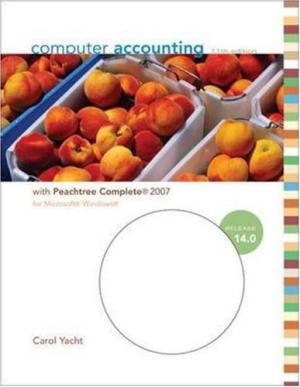 computer accounting 11th edition
with Peachtree Complete® 2007
for Microsoft® Windows®
RELEASE
14.0
Carol Yacht